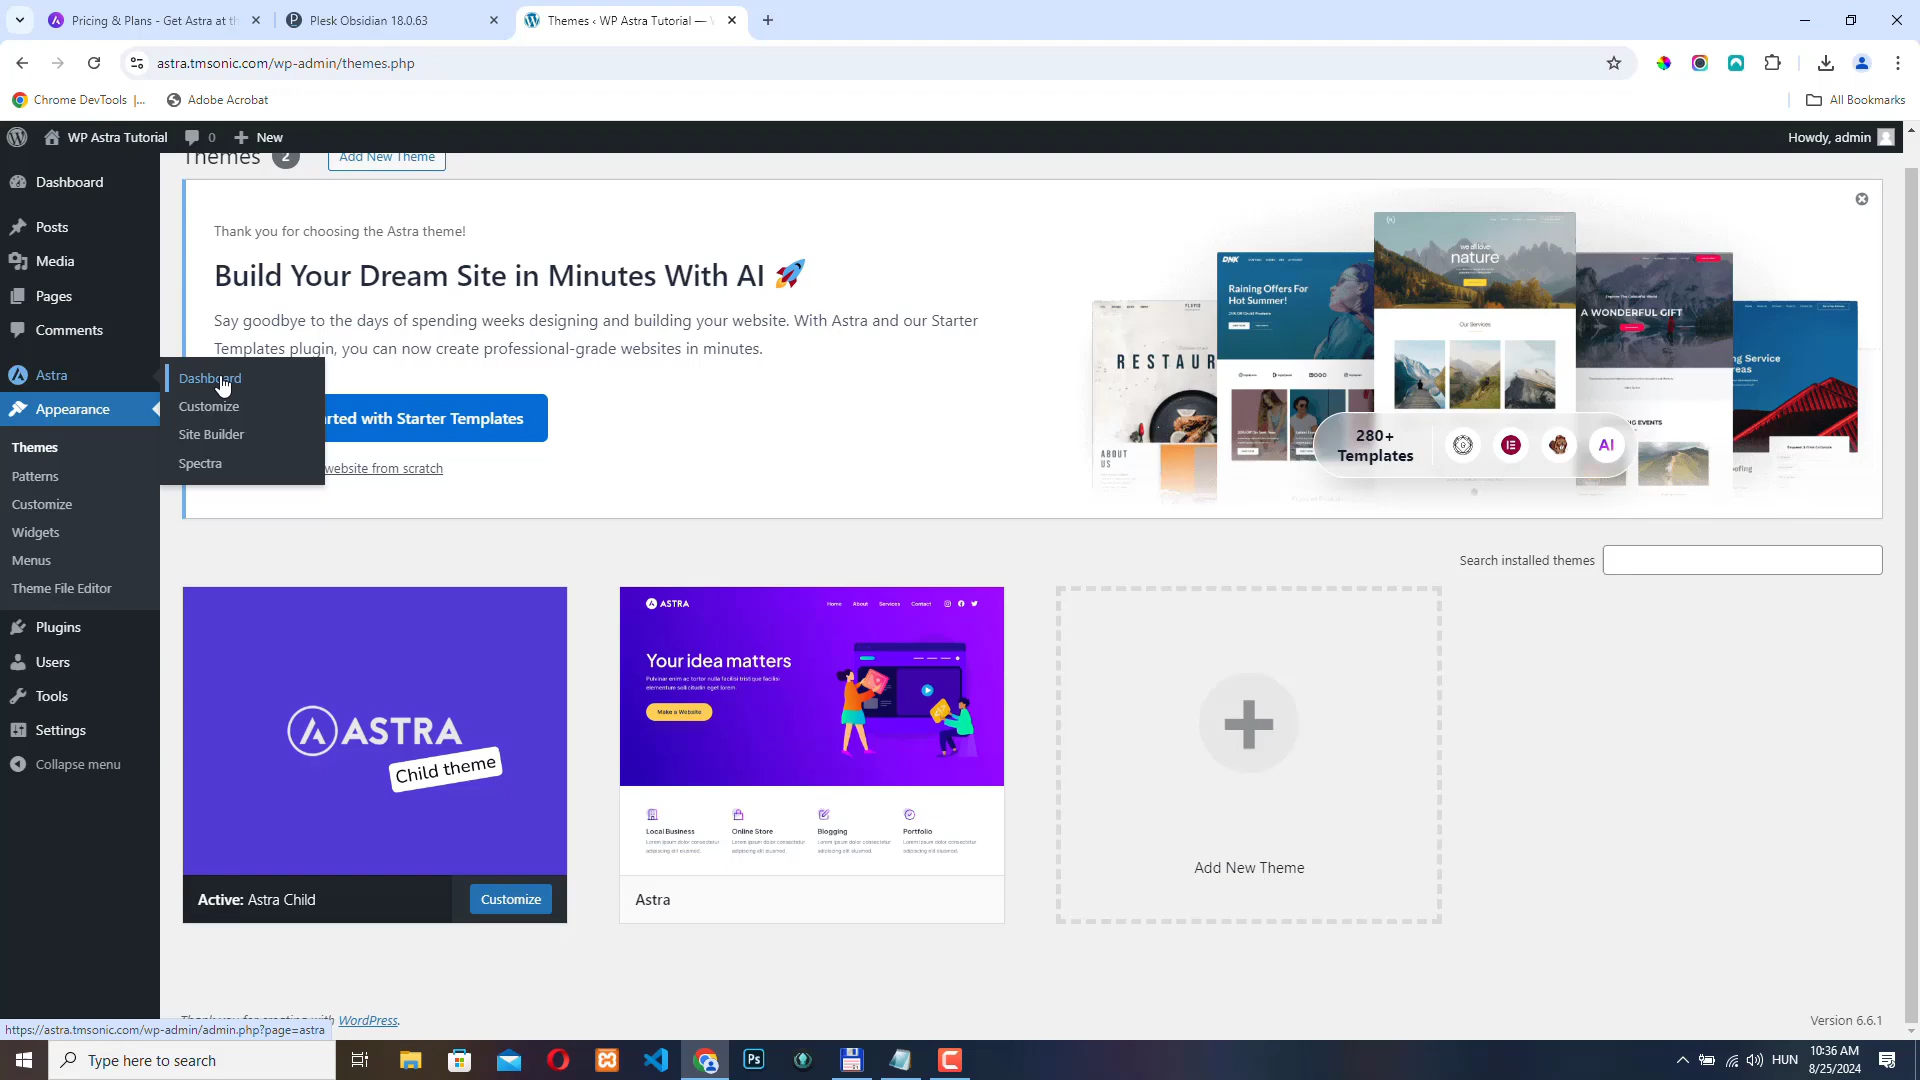 Pricing & Plans - Get Astra at th
Plesk Obsidian 18.0.63
Themes ‹ WP Astra Tutorial —
astra.tmsonic.com/wp-admin/themes.php
Chrome DevTools |...
Adobe Acrobat
All Bookmarks
WP Astra Tutorial
0
New
Howdy, admin
Dashboard
Posts
Media
Pages
Comments
Astra
Appearance
Themes
Patterns
Customize
Widgets
Menus
Theme File Editor
Plugins
Users
Tools
Settings
Collapse menu
Dashboard
Customize
Site Builder
Spectra
Themes 2
Add New Theme
Thank you for choosing the Astra theme!
Build Your Dream Site in Minutes With AI 🚀
Say goodbye to the days of spending weeks designing and building your website. With Astra and our Starter
Templates plugin, you can now create professional-grade websites in minutes.
rted with Starter Templates
website from scratch
RESTAUR
ABOUT
US
DNK
Raining Offers For
Hot Summer!
we all love
nature
Our Services
A WONDERFUL GIFT
NG EVENTS
ing Service
reas
oofing
280+
Templates
AI
Search installed themes
ASTRA
Child theme
Active: Astra Child
Customize
ASTRA
Home About Services Contact
Your idea matters
Make a Website
Local Business
Online Store
Blogging
Portfolio
Astra
Add New Theme
Thank you for creating with WordPress.
Version 6.6.1
https://astra.tmsonic.com/wp-admin/admin.php?page=astra
Type here to search
Ps
HUN
10:36 AM
8/25/2024